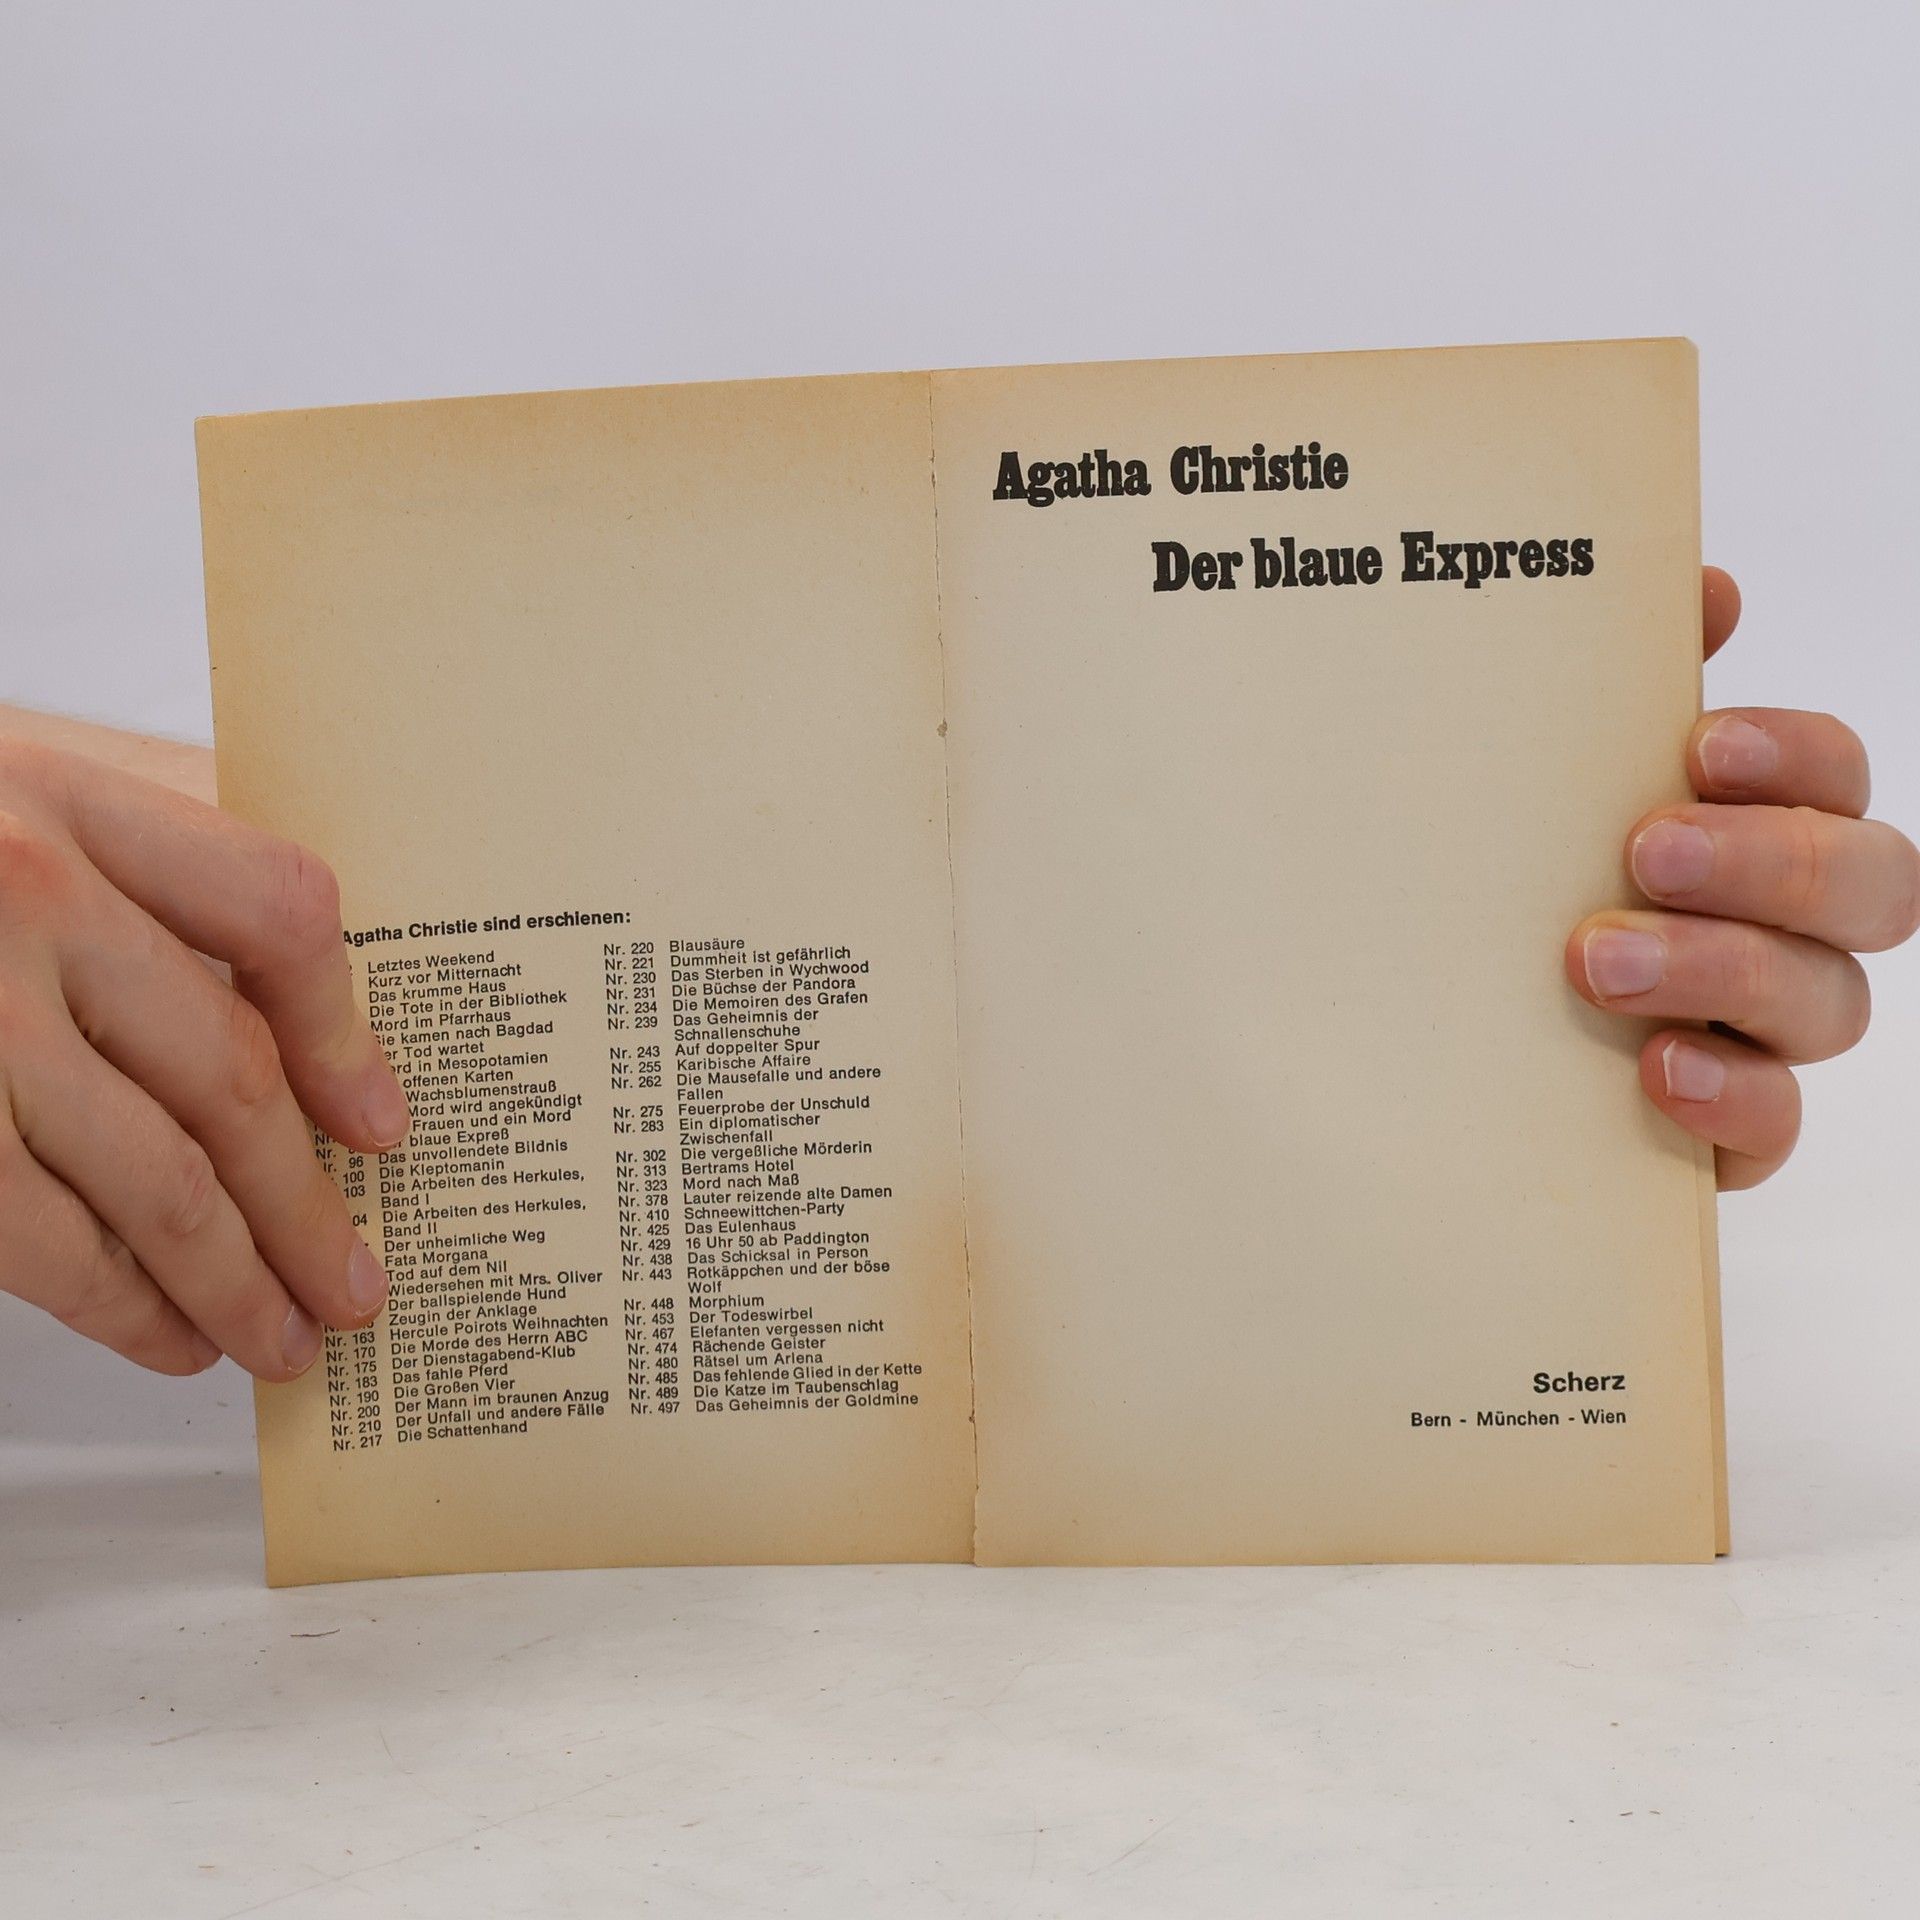 Agatha Christie sind erschienen:
Letztes Weekend
Kurz vor Mitternacht
Das krumme Haus
Die Tote in der Bibliothek
Mord im Pfarrhaus
kamen nach Bagdad
Tod wartet
in Mesopotamien
offenen Karten
Wachsblumenstrauß
Mord wird angekündigt
Frauen und ein Mord
blaue Expreß
96 Das unvollendete Bildnis
100 Die Kleptomanin
103 Die Arbeiten des Herkules,
Band I
04 Die Arbeiten des Herkules,
Band II
Der unheimliche Weg
Fata Morgana
Tod auf dem Nil
Wiedersehen mit Mrs. Oliver
Der ballspielende Hund
Zeugin der Anklage
Nr. 163 Hercule Poirots Weihnachten
Nr. 170 Die Morde des Herrn ABC
Nr. 175 Der Dienstagabend-Klub
Nr. 183 Das fahle Pferd
Nr. 190 Die Großen Vier
Nr. 200 Der Mann im braunen Anzug
Nr. 210 Der Unfall und andere Fälle
Nr. 217 Die Schattenhand
Nr. 220 Blausäure
Nr. 221 Dummheit ist gefährlich
Nr. 230 Das Sterben in Wychwood
Nr. 231 Die Büchse der Pandora
Nr. 234 Die Memoiren des Grafen
Nr. 239 Das Geheimnis der
Schnallenschuhe
Nr. 243 Auf doppelter Spur
Nr. 255 Karibische Affaire
Nr. 262 Die Mausefalle und andere
Fallen
Nr. 275 Feuerprobe der Unschuld
Nr. 283 Ein diplomatischer
Zwischenfall
Nr. 302 Die vergeßliche Mörderin
Nr. 313 Bertrams Hotel
Nr. 323 Mord nach Maß
Nr. 378 Lauter reizende alte Damen
Nr. 410 Schneewittchen-Party
Nr. 425 Das Eulenhaus
Nr. 429 16 Uhr 50 ab Paddington
Nr. 438 Das Schicksal in Person
Nr. 443 Rotkäppchen und der böse
Wolf
Nr. 448 Morphium
Nr. 453 Der Todeswirbel
Nr. 467 Elefanten vergessen nicht
Nr. 474 Rächende Geister
Nr. 480 Rätsel um Arlena
Nr. 485 Das fehlende Glied in der Kette
Nr. 489 Die Katze im Taubenschlag
Nr. 497 Das Geheimnis der Goldmine
Agatha Christie
Der blaue Express
Scherz
Bern - München - Wien